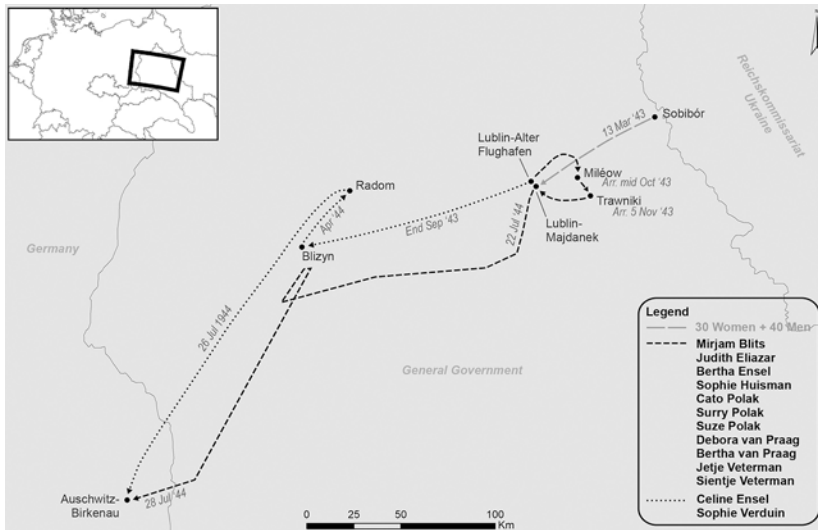 Reichskommissariat
Ukraine
Sobibór
13 Mar '43
Lublin-Alter
Flughafen
Miléow
Arr. mid Oct '43
Trawniki
Arr. 5 Nov '43
Lublin-
Majdanek
Radom
Apr '44
End Sep '43
22 Jul '44
Blizyn
Germany
26 Jul 1944
General Government
Auschwitz-
Birkenau
28 Jul '44
0 25 50 100
Km
Legend
30 Women + 40 Men
Mirjam Blits
Judith Eliazar
Bertha Ensel
Sophie Huisman
Cato Polak
Surry Polak
Suze Polak
Debora van Praag
Bertha van Praag
Jetje Veterman
Sientje Veterman
Celine Ensel
Sophie Verduin